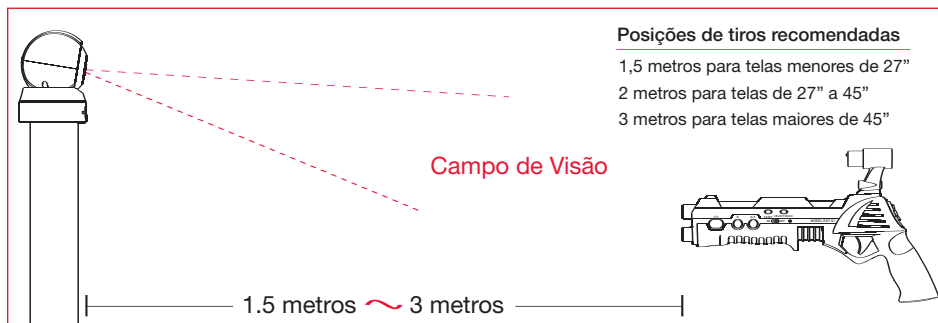 Posições de tiros recomendadas
1,5 metros para telas menores de 27”
2 metros para telas de 27” a 45”
3 metros para telas maiores de 45”
Campo de Visão
1.5 metros ～ 3 metros